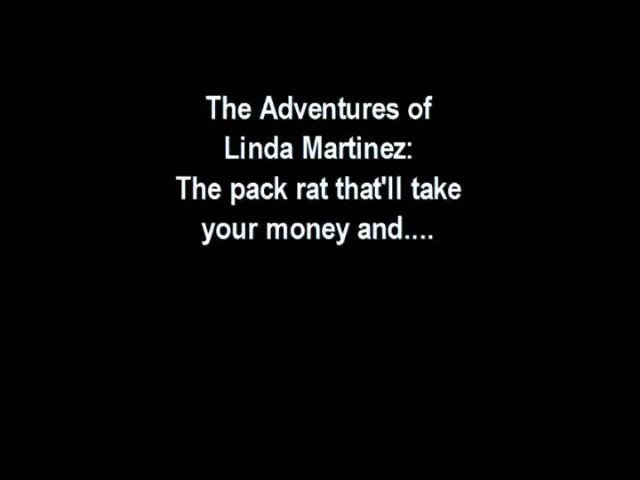 The Adventures of
Linda Martinez:
The pack rat that'll take
your money and....